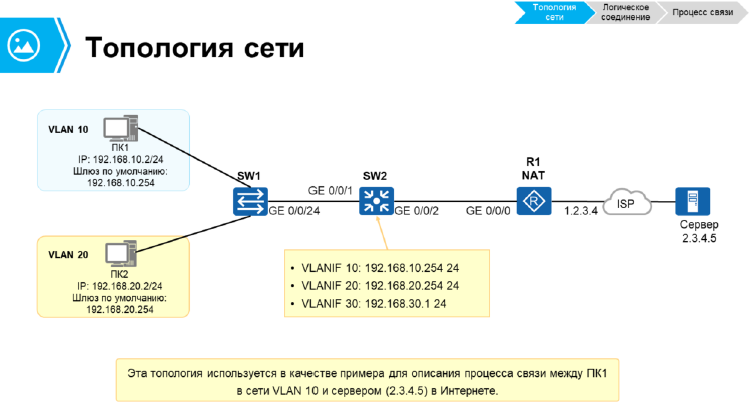 Топология
сети
Логическое
соединение
Процесс связи
Топология сети
VLAN 10
ПК1
IP: 192.168.10.2/24
Шлюз по умолчанию:
192.168.10.254
VLAN 20
ПК2
IP: 192.168.20.2/24
Шлюз по умолчанию:
192.168.20.254
SW1
GE 0/0/24
GE 0/0/1
SW2
GE 0/0/2
R1
NAT
GE 0/0/0
R
1.2.3.4
ISP
Сервер
2.3.4.5
• VLANIF 10: 192.168.10.254 24
• VLANIF 20: 192.168.20.254 24
• VLANIF 30: 192.168.30.1 24
Эта топология используется в качестве примера для описания процесса связи между ПК1
в сети VLAN 10 и сервером (2.3.4.5) в Интернете.